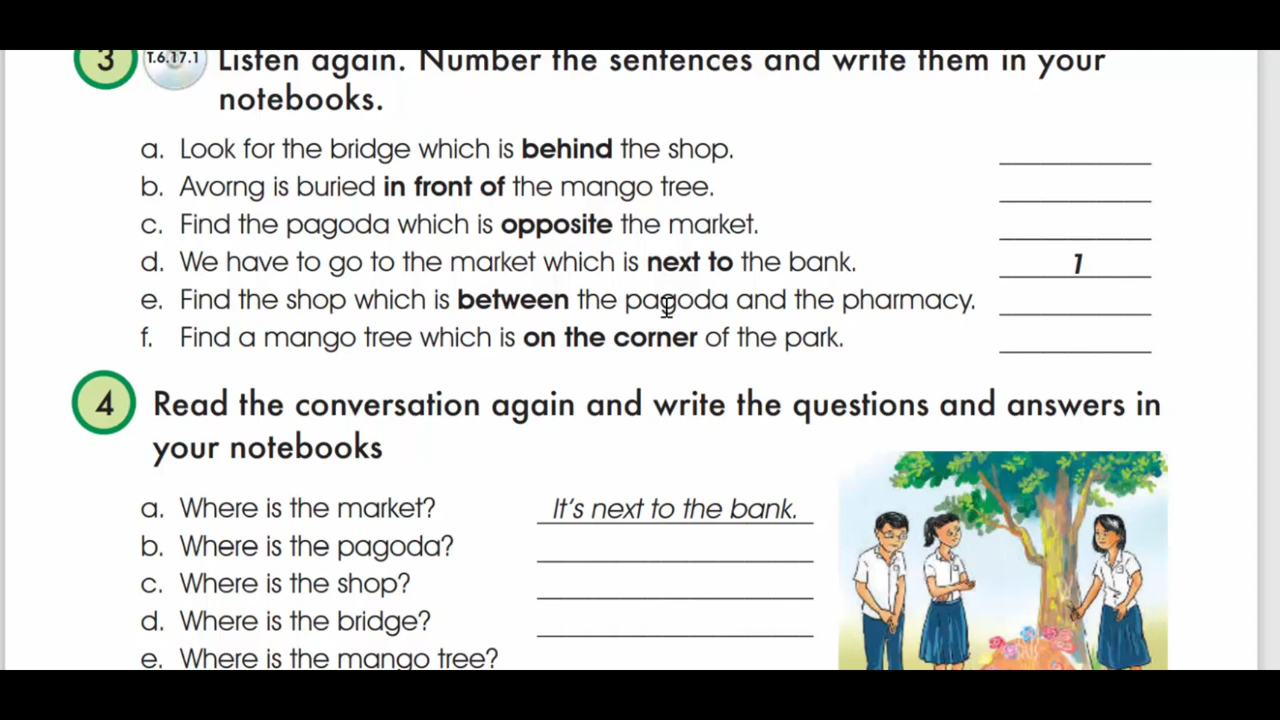 3 T.6.17.1 Listen again. Number the sentences and write them in your
notebooks.
a. Look for the bridge which is behind the shop.
b. Avorng is buried in front of the mango tree.
c. Find the pagoda which is opposite the market.
d. We have to go to the market which is next to the bank. 1
e. Find the shop which is between the pagoda and the pharmacy.
f. Find a mango tree which is on the corner of the park.
4 Read the conversation again and write the questions and answers in
your notebooks
a. Where is the market? It's next to the bank.
b. Where is the pagoda?
c. Where is the shop?
d. Where is the bridge?
e. Where is the mango tree?